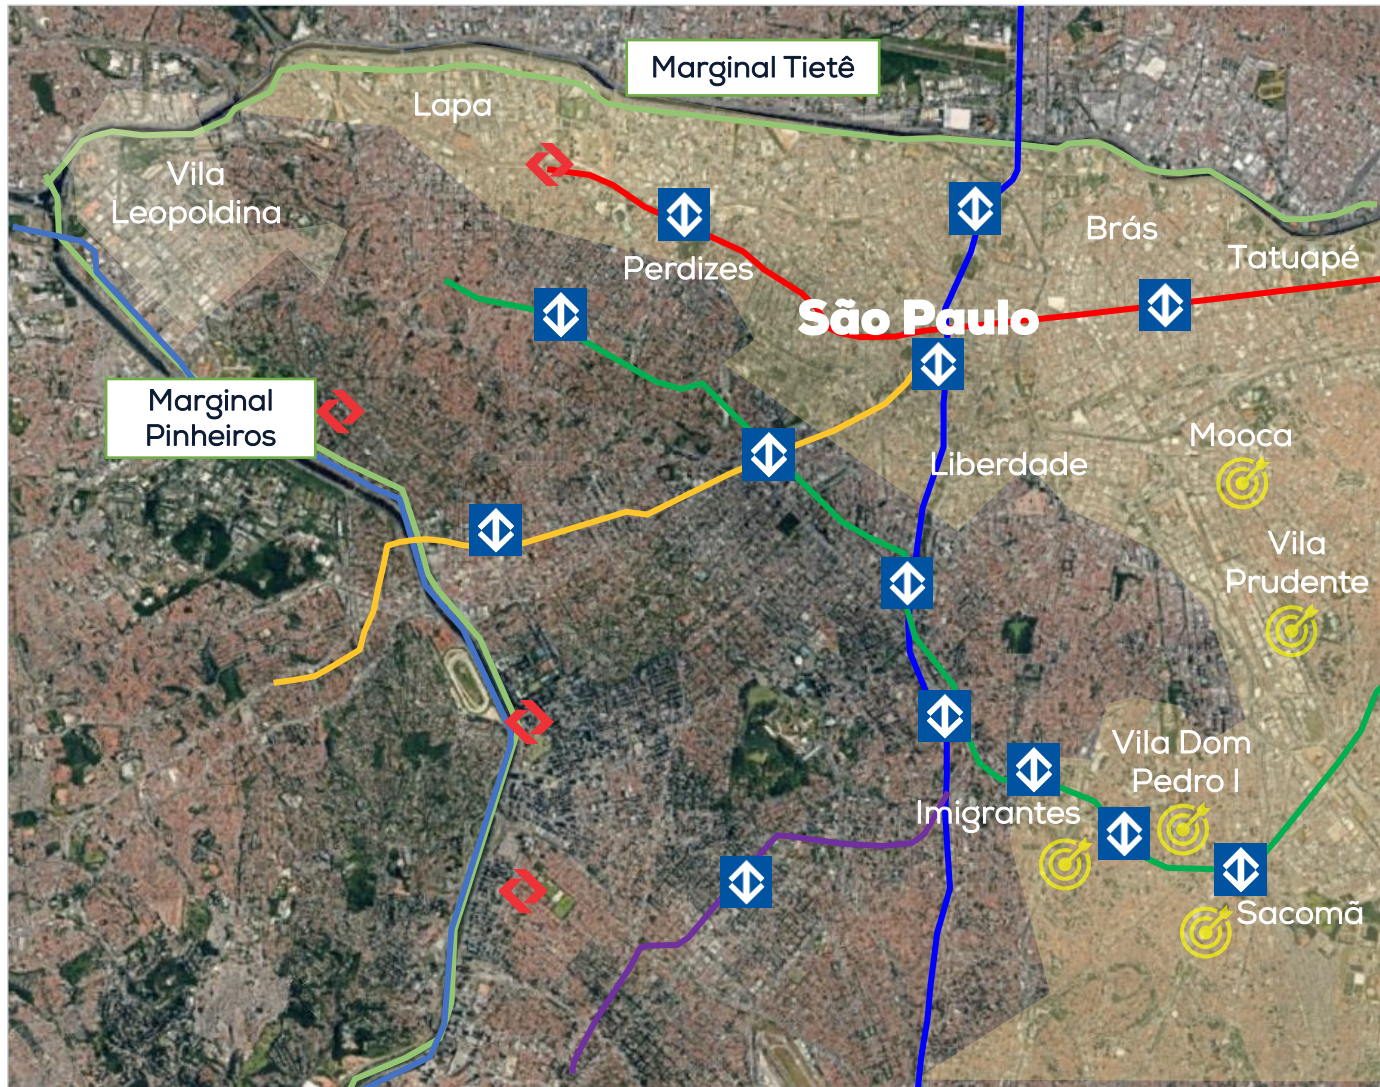 Marginal Tietê
Lapa
Vila
Leopoldina
Brás
Tatuapé
Perdizes
São Paulo
Marginal
Pinheiros
Mooca
Liberdade
Vila
Prudente
Vila Dom
Pedro I
Imigrantes
Sacomã